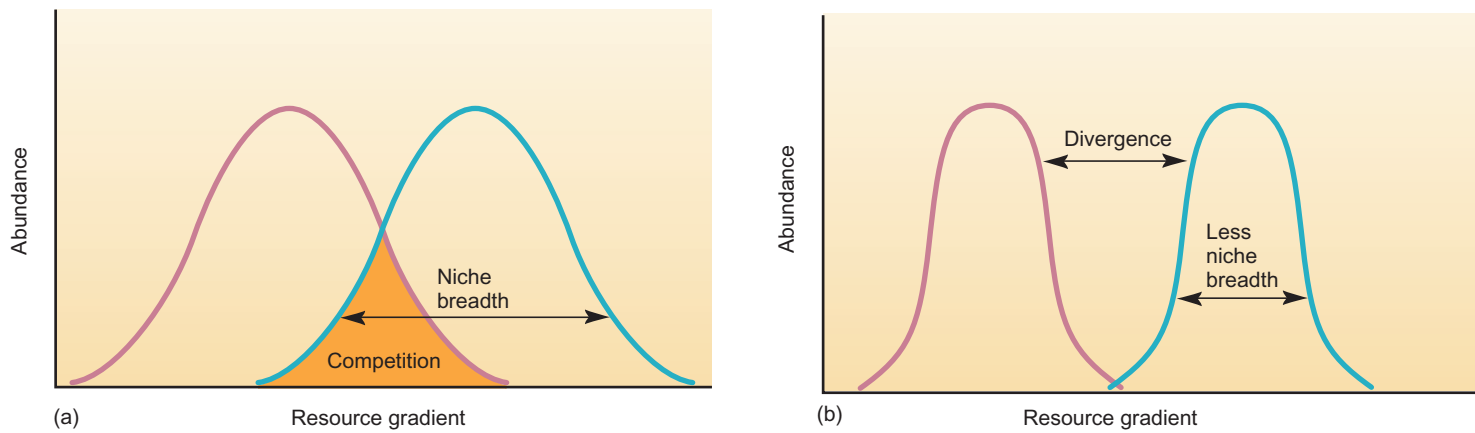 Abundance
Niche
breadth
Competition
(a)
Resource gradient
Abundance
Divergence
Less
niche
breadth
(b)
Resource gradient